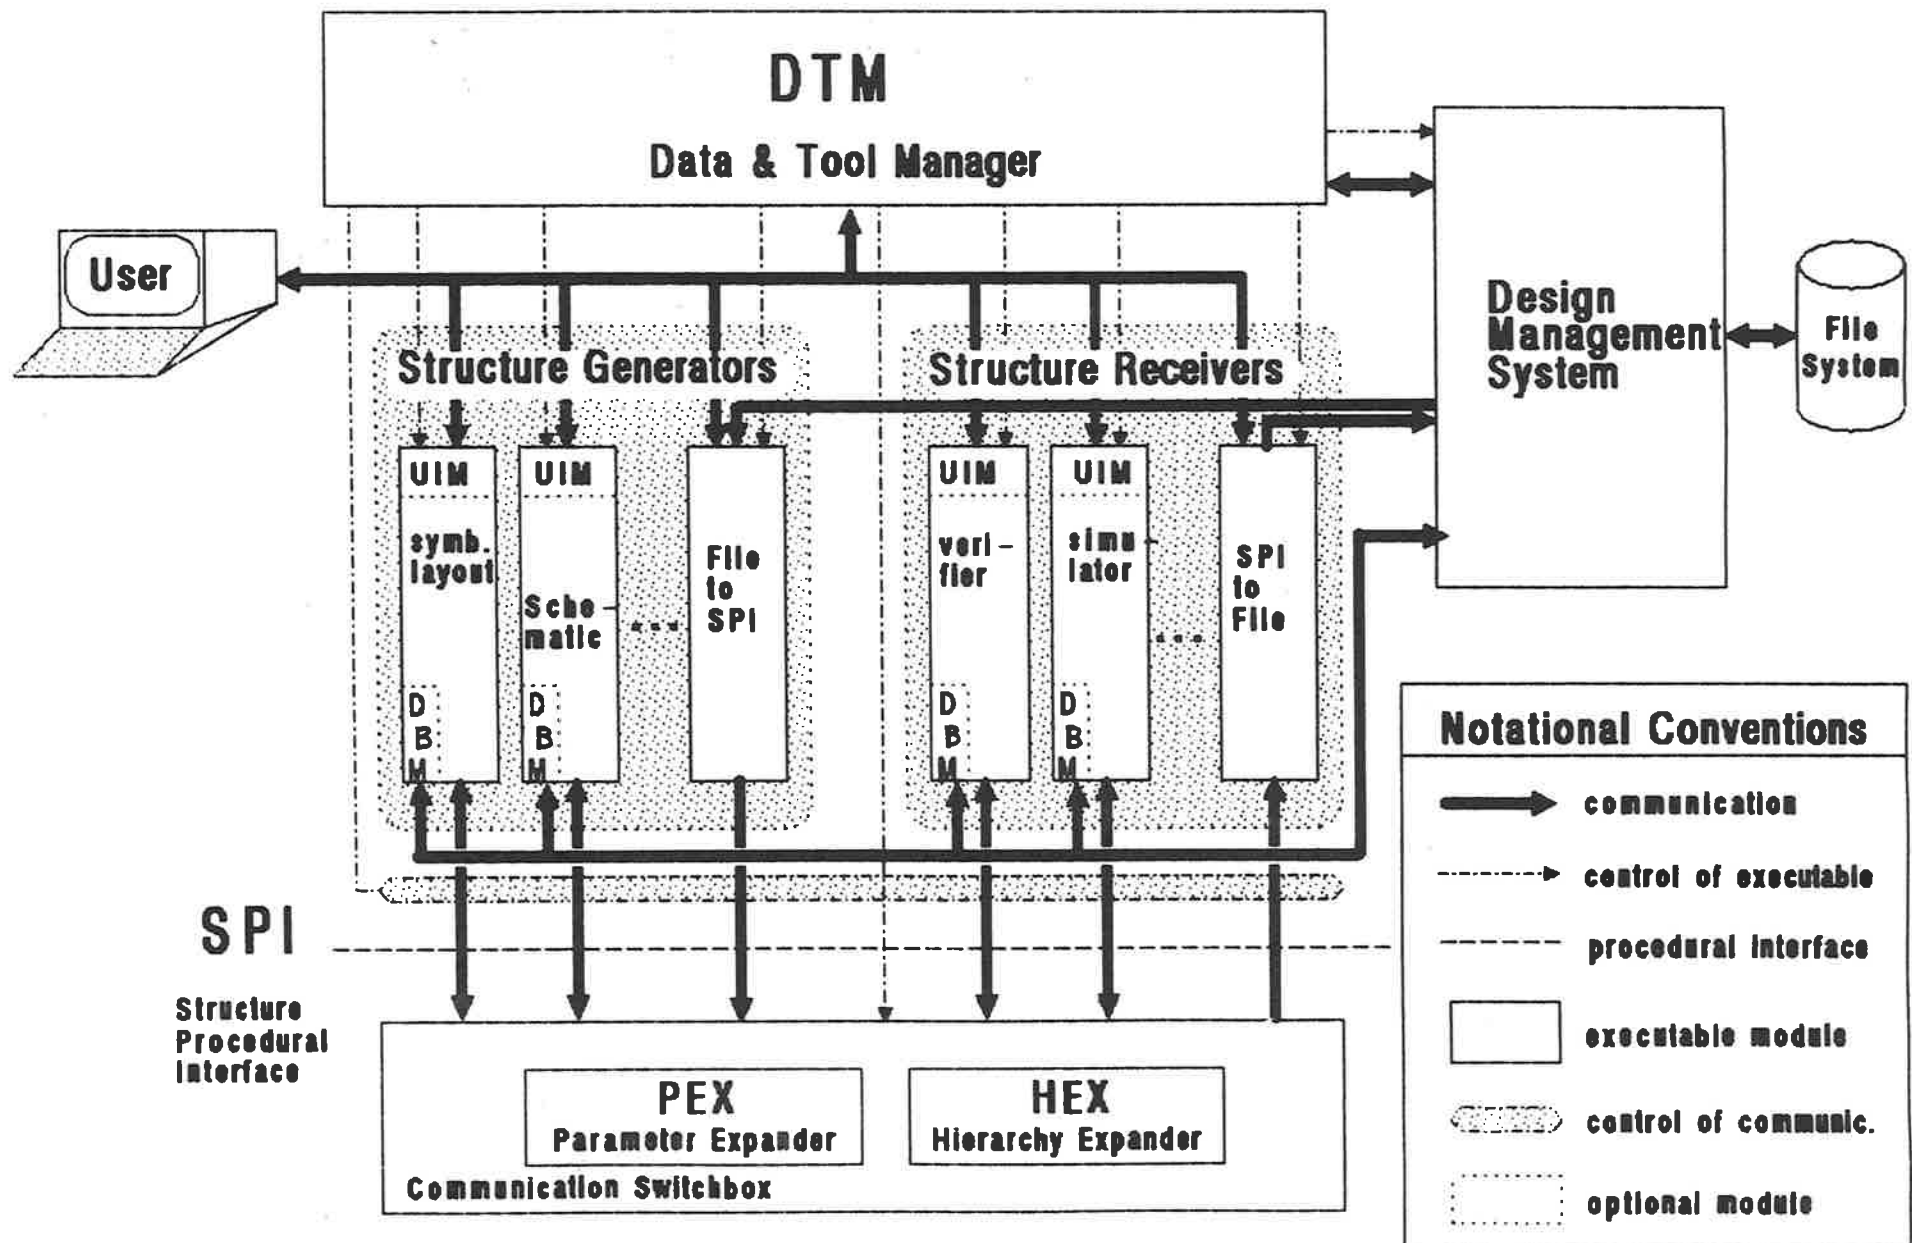 DTM
Data & Tool Manager
User
Structure Generators
Structure Receivers
Design
Management
System
File
System
UIM
symb.
layout
D
B
M
UIM
Sche-
matic
D
B
M
...
File
to
SPI
UIM
veri-
fier
D
B
M
UIM
simu-
lator
D
B
M
...
SPI
to
File
SPI
Structure
Procedural
Interface
PEX
Parameter Expander
HEX
Hierarchy Expander
Communication Switchbox
Notational Conventions
communication
control of executable
procedural interface
executable module
control of communic.
optional module